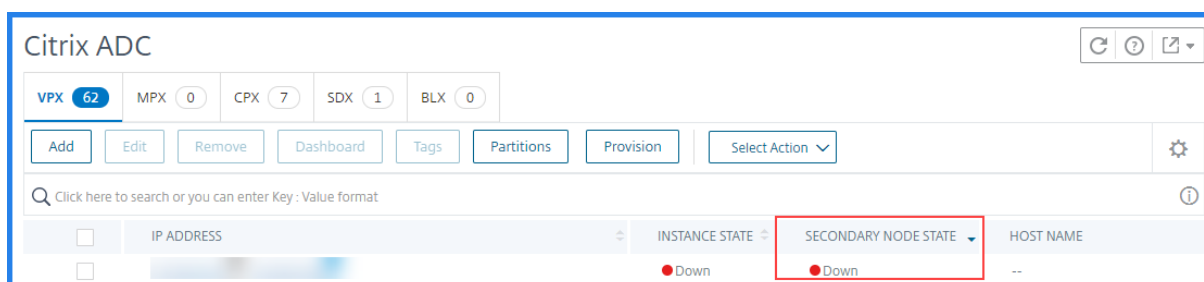 Citrix ADC
VPX 62 MPX 0 CPX 7 SDX 1 BLX 0
Add Edit Remove Dashboard Tags Partitions Provision Select Action
Click here to search or you can enter Key : Value format
IP ADDRESS INSTANCE STATE SECONDARY NODE STATE HOST NAME
Down Down --